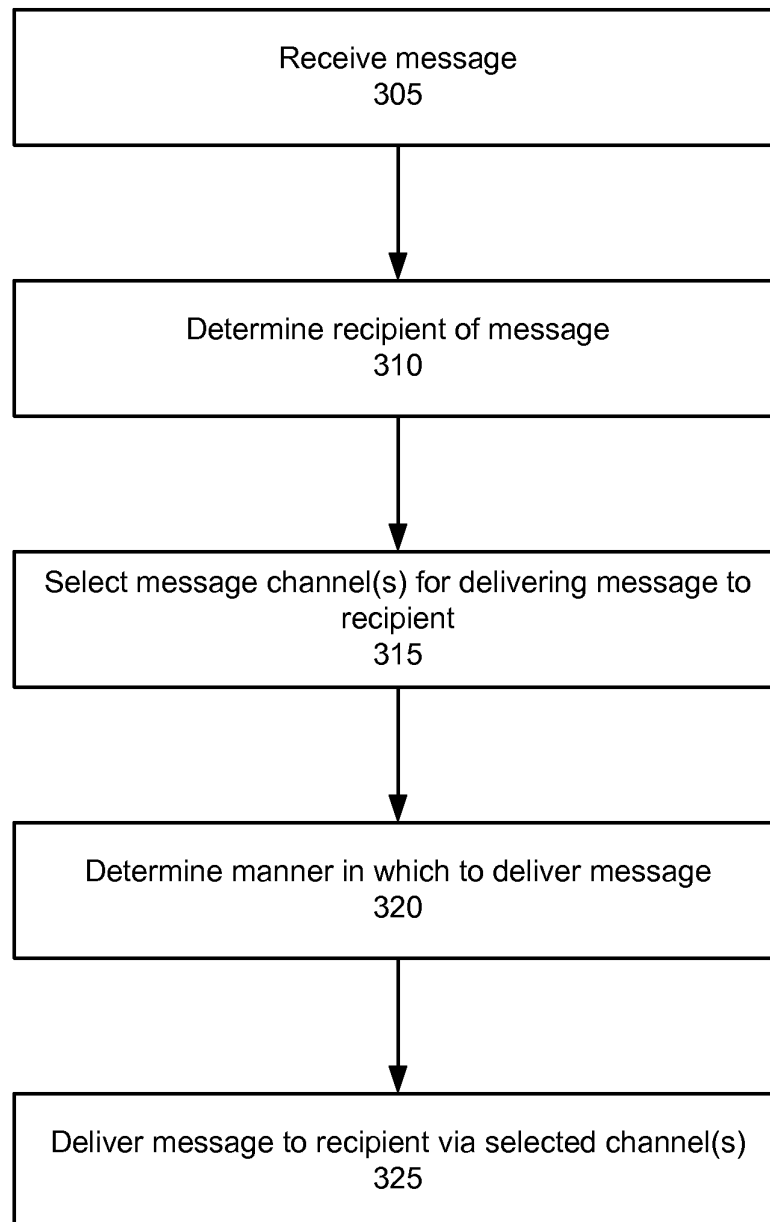 Receive message
305
Determine recipient of message
310
Select message channel(s) for delivering message to
recipient
315
Determine manner in which to deliver message
320
Deliver message to recipient via selected channel(s)
325